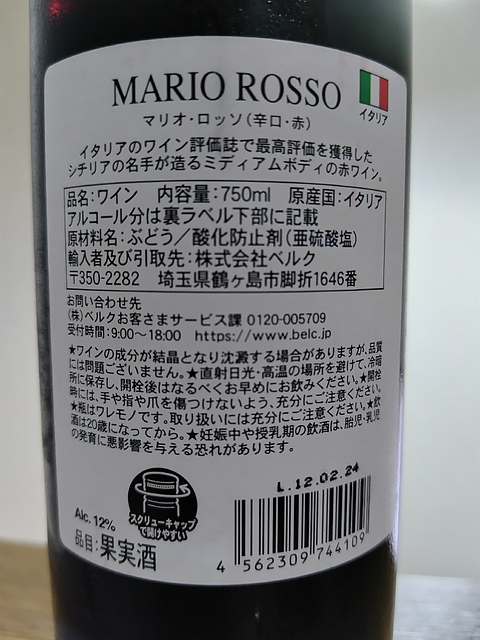 MARIO ROSSO
イタリア
マリオ・ロッソ(辛口・赤)
イタリアのワイン評価誌で最高評価を獲得した
シチリアの名手が造るミディアムボディの赤ワイン。
品名:ワイン 内容量:750ml 原産国:イタリア
アルコール分は裏ラベル下部に記載
原材料名:ぶどう/酸化防止剤(亜硫酸塩)
輸入者及び引取先:株式会社ベルク
〒350-2282 埼玉県鶴ヶ島市脚折1646番
お問い合わせ先
(株)ベルクお客さまサービス課 0120-005709
受付時間:9:00~18:00 https://www.belc.jp
★ワインの成分が結晶となり沈澱する場合がありますが、品質
には問題ございません。★直射日光・高温の場所を避けて、冷暗
所に保存し、開栓後はなるべくお早めにお飲みください。★開栓
時には、手や指や爪を傷つけないよう、充分にご注意ください。
★瓶はワレモノです。取り扱いには充分にご注意ください。★飲
酒は20歳になってから。★妊娠中や授乳期の飲酒は、胎児・乳児
の発育に悪影響を与える恐れがあります。
L.12.02.24
スクリューキャップ
で開けやすい
Alc.12%
品目:果実酒
4 562309 744109